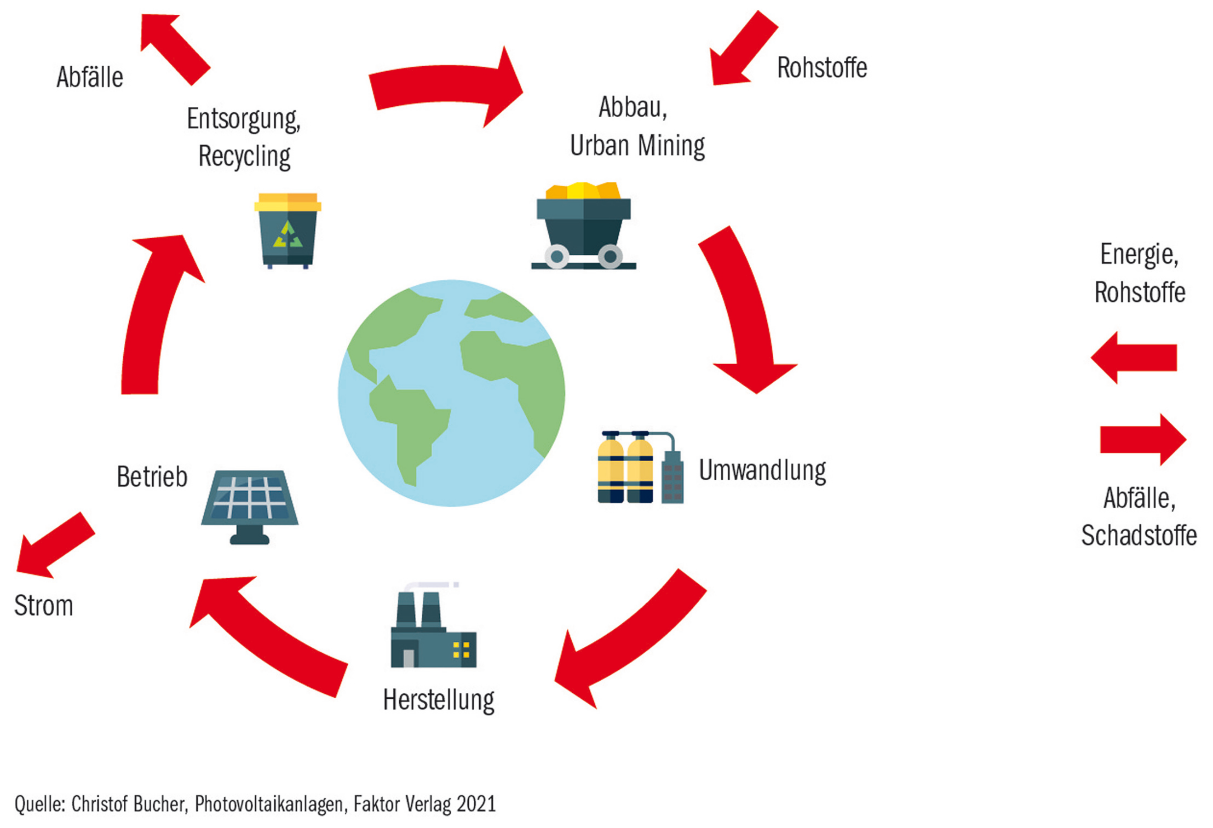 Abfälle
Rohstoffe
Entsorgung,
Recycling
Abbau,
Urban Mining
Energie,
Rohstoffe
Betrieb
Umwandlung
Abfälle,
Schadstoffe
Strom
Herstellung
Quelle: Christof Bucher, Photovoltaikanlagen, Faktor Verlag 2021